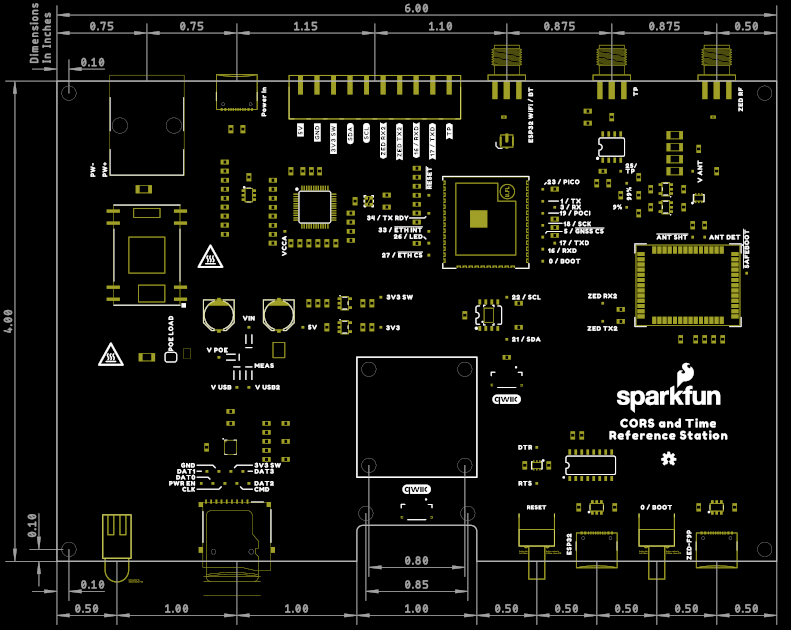 Dimensions
In Inches
6.00
0.75
0.75
1.15
1.10
0.875
0.875
0.50
0.10
Power In
ESP32 WIFI / BT
TP
ZED RF
5V
GND
3V3 SW
SDA
SCL
ZED RX2
ZED TX2
16 / RXD
17 / TXD
TP
PW-
PW+
RESET
23 / PICO
1 / TX
3 / RX
19 / POCI
18 / SCK
5 / GNSS CS
17 / TXD
16 / RXD
0 / BOOT
25/
TP
99%
9%
V ANT
34 / TX RDY
33 / ETH INT
26 / LED
27 / ETH CS
VCCA
ANT SHT
ANT DET
SAFEBOOT
4.00
3V3 SW
5V
3V3
22 / SCL
21 / SDA
ZED RX2
ZED TX2
POE LOAD
VIN
V POE
MEAS
V USB
V USB2
qwiic
sparkfun
CORS and Time
Reference Station
DTR
RTS
GND
DAT1
DAT0
PWR EN
CLK
3V3 SW
DAT3
DAT2
CMD
qwiic
RESET
0 / BOOT
ESP32
ZED-F9P
0.10
0.10
0.80
0.85
0.50
1.00
1.00
1.00
0.50
0.50
0.50
0.50
0.50